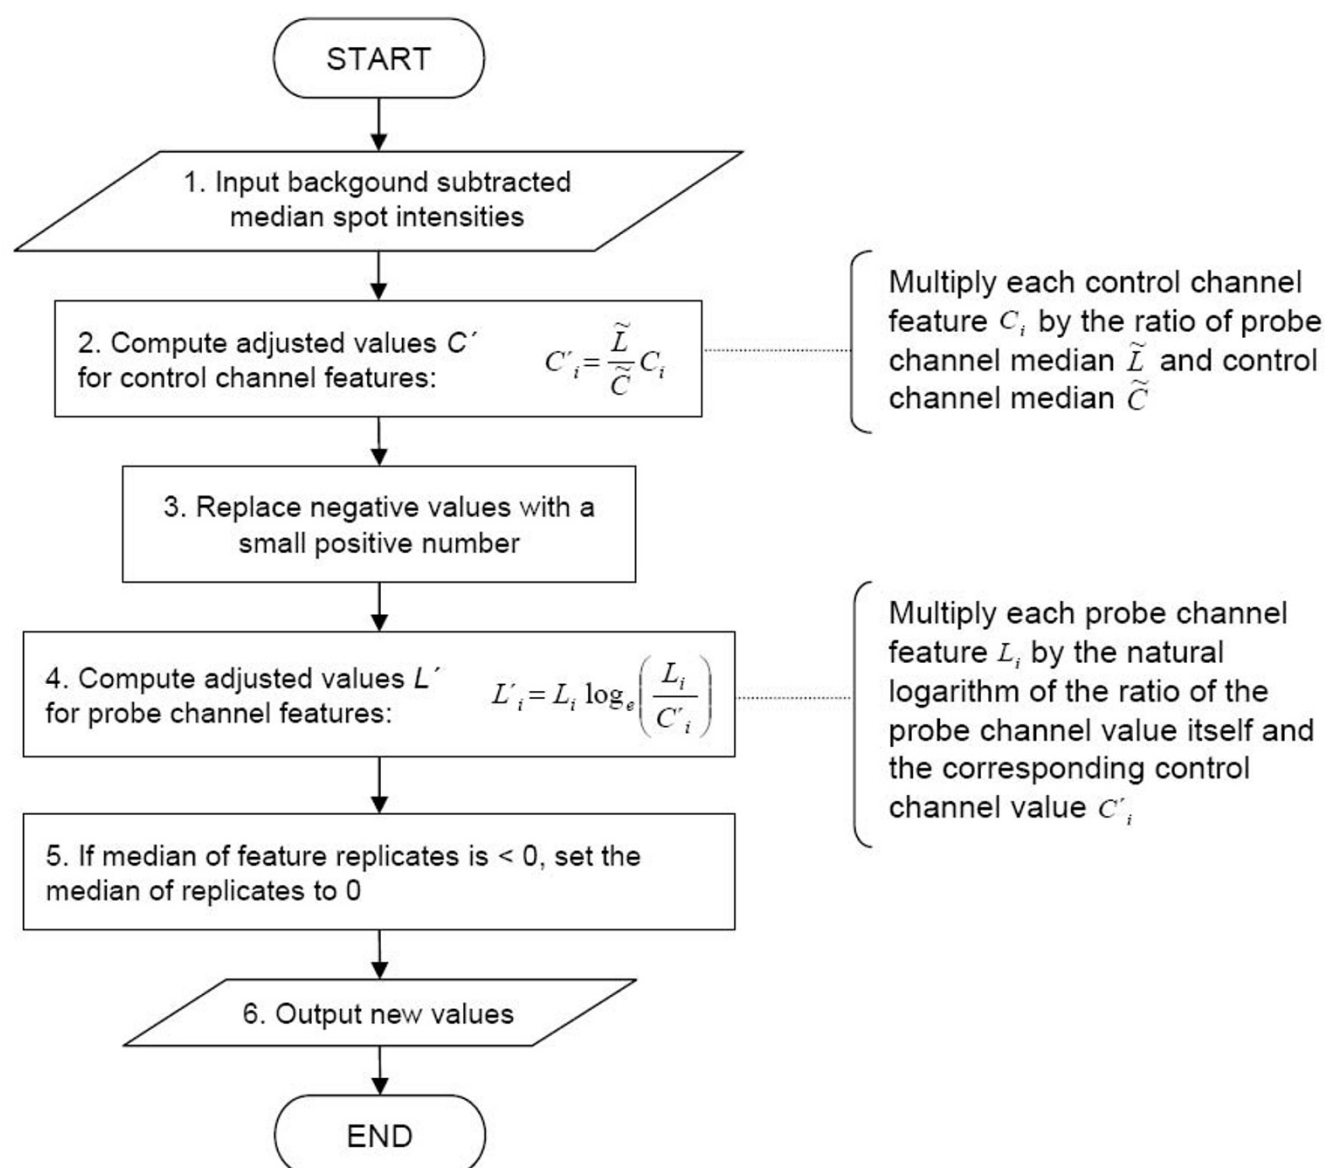 START
1. Input backgound subtracted
median spot intensities
2. Compute adjusted values C´
for control channel features:
C´ᵢ = L̃/C̃ Cᵢ
Multiply each control channel
feature Cᵢ by the ratio of probe
channel median L̃ and control
channel median C̃
3. Replace negative values with a
small positive number
4. Compute adjusted values L´
for probe channel features:
L´ᵢ = Lᵢ logₑ(Lᵢ/C´ᵢ)
Multiply each probe channel
feature Lᵢ by the natural
logarithm of the ratio of the
probe channel value itself and
the corresponding control
channel value C´ᵢ
5. If median of feature replicates is < 0, set the
median of replicates to 0
6. Output new values
END